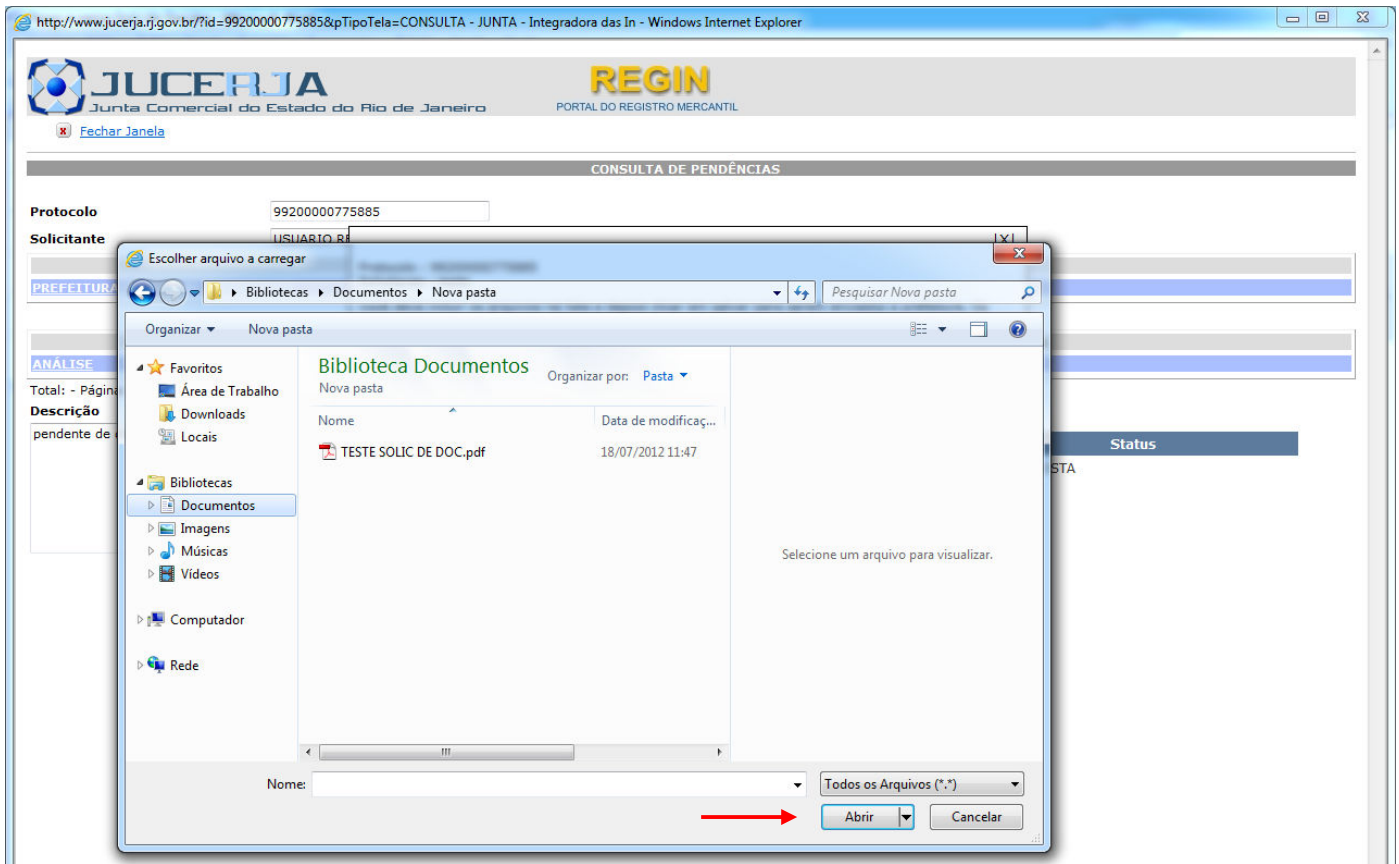 http://www.jucerja.rj.gov.br/?id=99200000775885&pTipoTela=CONSULTA - JUNTA - Integradora das In - Windows Internet Explorer
JUCERJA
Junta Comercial do Estado do Rio de Janeiro
REGIN
PORTAL DO REGISTRO MERCANTIL
Fechar Janela
CONSULTA DE PENDÊNCIAS
Protocolo 99200000775885
Solicitante USUARIO
[X]
PREFEITURA
ANÁLISE
Total: - Página
Descrição
pendente de
Status
STA
Escolher arquivo a carregar
Bibliotecas Documentos Nova pasta
Pesquisar Nova pasta
Organizar Nova pasta
Favoritos
Área de Trabalho
Downloads
Locais
Bibliotecas
Documentos
Imagens
Músicas
Vídeos
Computador
Rede
Biblioteca Documentos
Nova pasta
Organizar por: Pasta
Nome Data de modificaç...
TESTE SOLIC DE DOC.pdf 18/07/2012 11:47
Selecione um arquivo para visualizar.
Nome:
Todos os Arquivos (*.*)
Abrir Cancelar